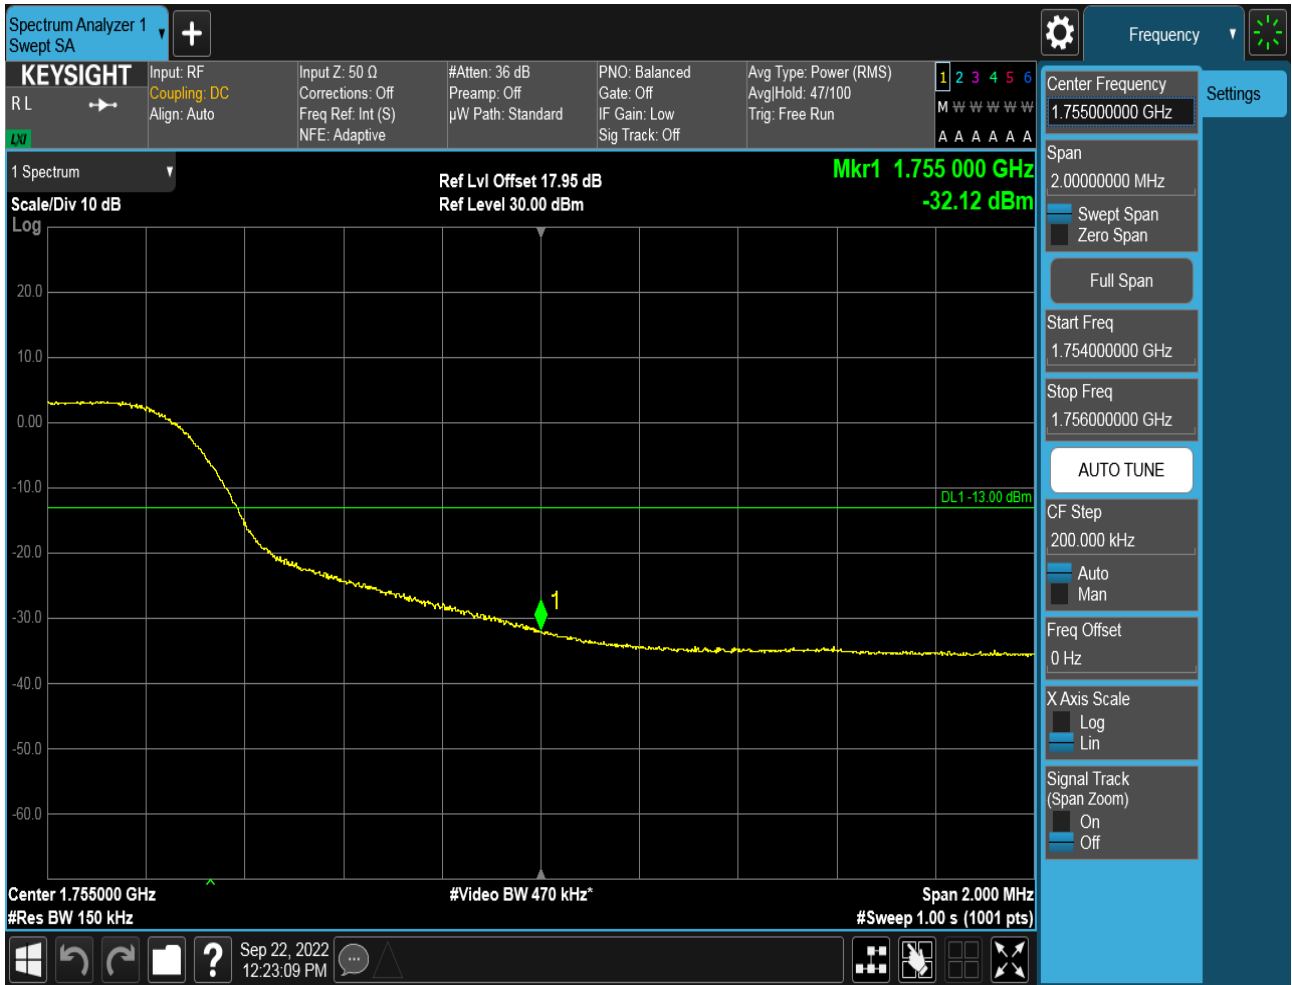 Spectrum Analyzer 1
Swept SA
Frequency
KEYSIGHT
R L
LXI
Input: RF
Coupling: DC
Align: Auto
Input Z: 50 Ω
Corrections: Off
Freq Ref: Int (S)
NFE: Adaptive
#Atten: 36 dB
Preamp: Off
µW Path: Standard
PNO: Balanced
Gate: Off
IF Gain: Low
Sig Track: Off
Avg Type: Power (RMS)
Avg|Hold: 47/100
Trig: Free Run
1 2 3 4 5 6
M W W W W W
A A A A A A
1 Spectrum
Scale/Div 10 dB
Log
Ref Lvl Offset 17.95 dB
Ref Level 30.00 dBm
Mkr1 1.755 000 GHz
-32.12 dBm
20.0
10.0
0.00
-10.0
-20.0
-30.0
-40.0
-50.0
-60.0
DL1 -13.00 dBm
1
Center 1.755000 GHz
#Res BW 150 kHz
#Video BW 470 kHz*
Span 2.000 MHz
#Sweep 1.00 s (1001 pts)
Center Frequency
1.755000000 GHz
Settings
Span
2.00000000 MHz
Swept Span
Zero Span
Full Span
Start Freq
1.754000000 GHz
Stop Freq
1.756000000 GHz
AUTO TUNE
CF Step
200.000 kHz
Auto
Man
Freq Offset
0 Hz
X Axis Scale
Log
Lin
Signal Track
(Span Zoom)
On
Off
?
Sep 22, 2022
12:23:09 PM